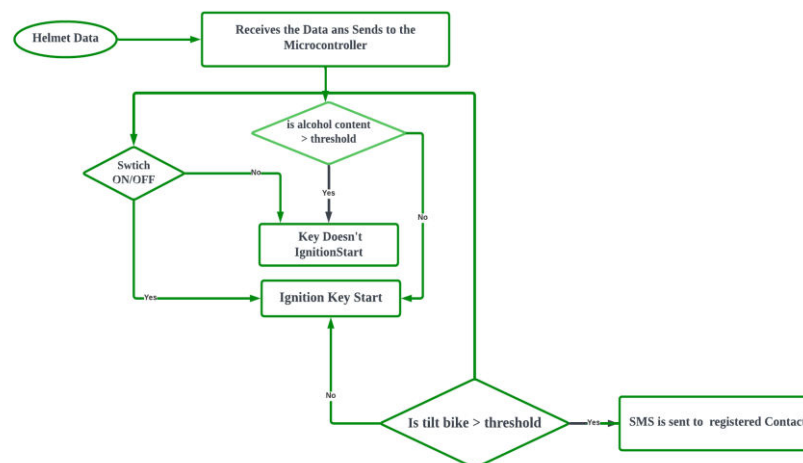 Helmet Data
Receives the Data ans Sends to the
Microcontroller
is alcohol content
> threshold
Swtich
ON/OFF
No
Yes
No
Key Doesn't
IgnitionStart
Yes
Ignition Key Start
No
Is tilt bike > threshold
Yes
SMS is sent to registered Contact